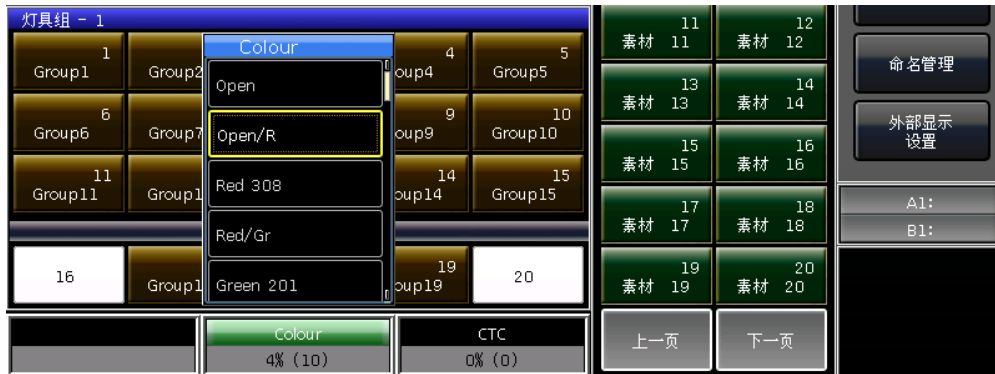 灯具组 - 1
1
Group1
Group2
4
oup4
5
Group5
6
Group6
Group7
9
oup9
10
Group10
11
Group11
Group1
14
oup14
15
Group15
16
Group1
19
oup19
20
Colour
Open
Open/R
Red 308
Red/Gr
Green 201
Colour
4% (10)
CTC
0% (0)
11
素材 11
12
素材 12
13
素材 13
14
素材 14
15
素材 15
16
素材 16
17
素材 17
18
素材 18
19
素材 19
20
素材 20
上一页
下一页
命名管理
外部显示
设置
A1:
B1: